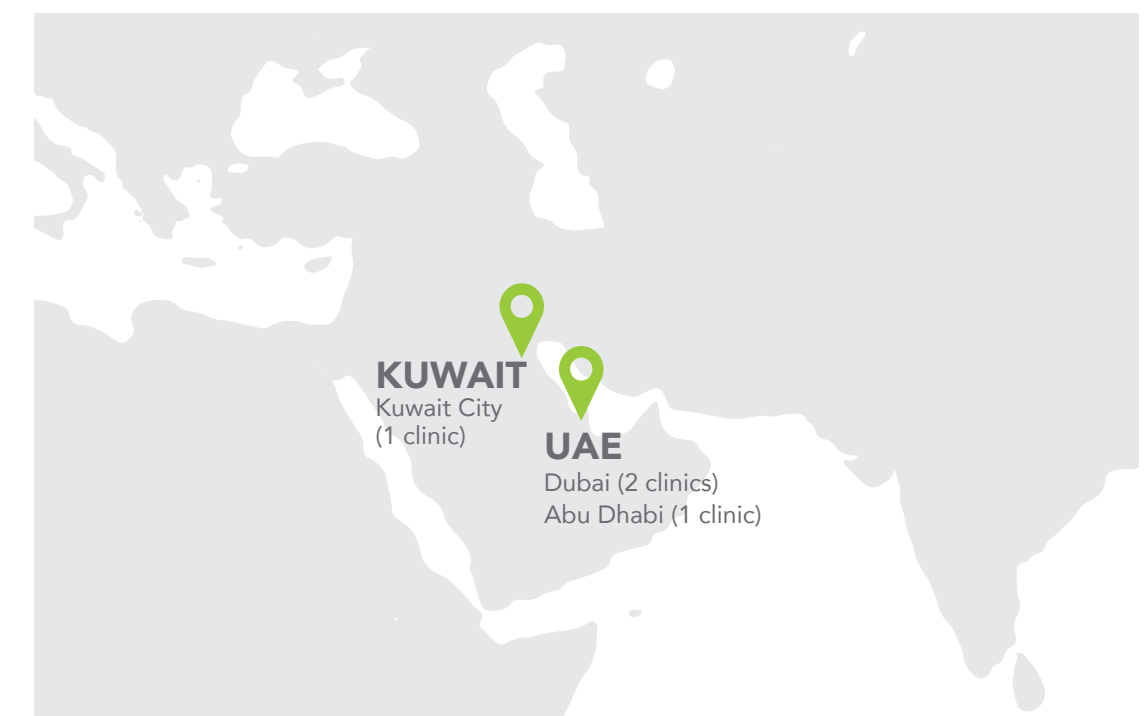 KUWAIT
Kuwait City
(1 clinic)
UAE
Dubai (2 clinics)
Abu Dhabi (1 clinic)